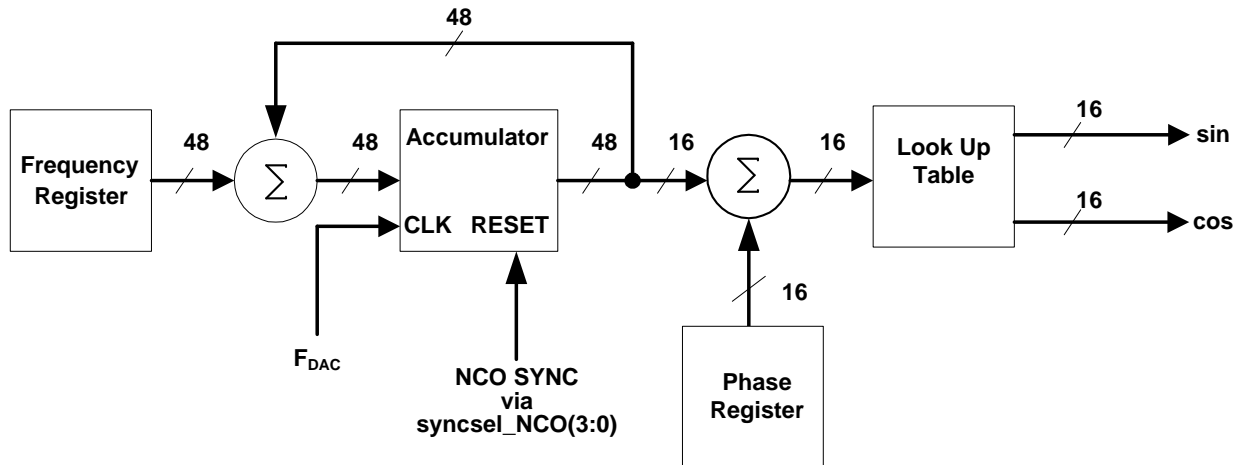 48
Frequency
Register
48
Σ
48
Accumulator
CLK RESET
48
16
Σ
16
Look Up
Table
16
sin
16
cos
16
F_DAC
NCO SYNC
via
syncsel_NCO(3:0)
Phase
Register